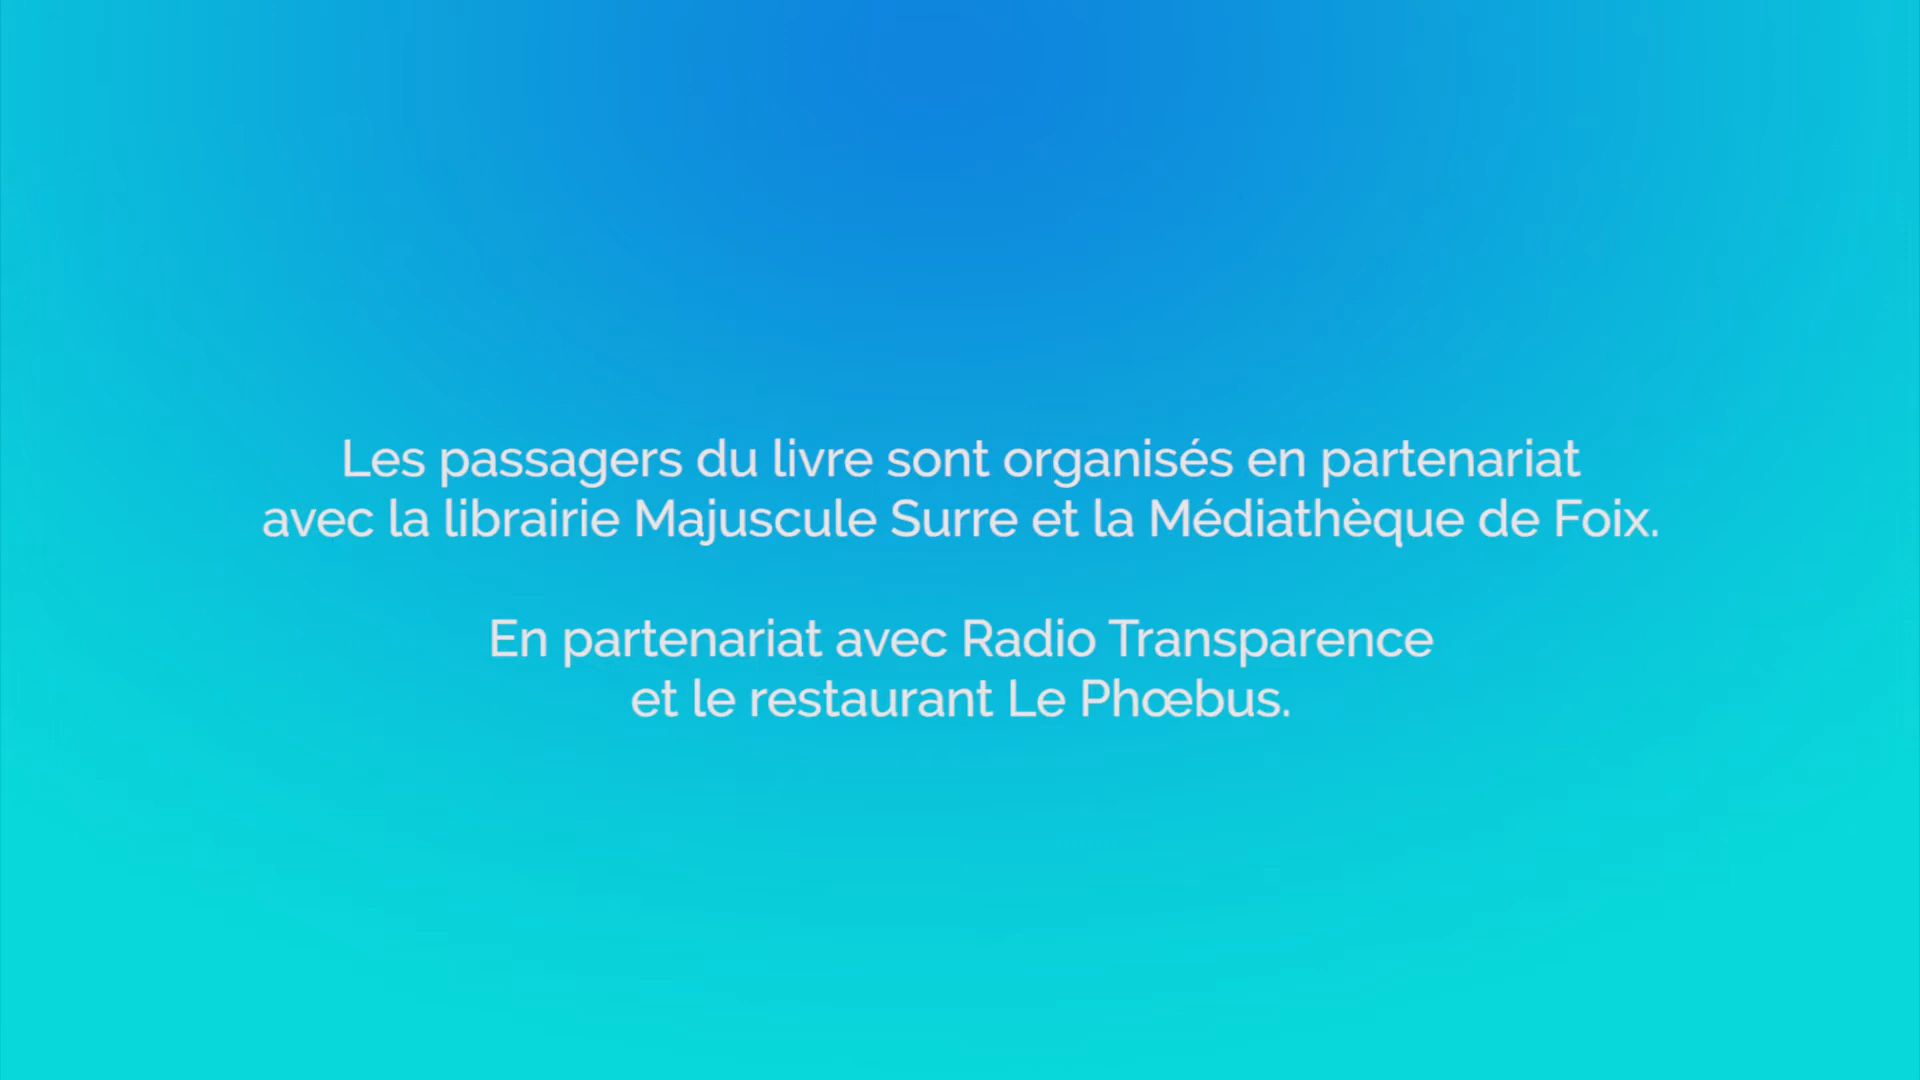 Les passagers du livre sont organisés en partenariat
avec la librairie Majuscule Surre et la Médiathèque de Foix.
En partenariat avec Radio Transparence
et le restaurant Le Phœbus.